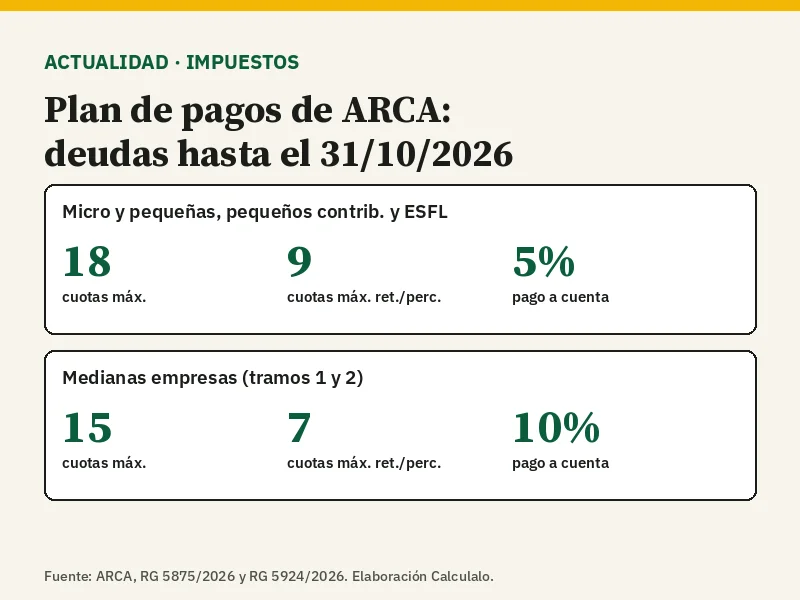 ACTUALIDAD · IMPUESTOS
Plan de pagos de ARCA:
deudas hasta el 31/10/2026
Micro y pequeñas, pequeños contrib. y ESFL
18 9 5%
cuotas máx. cuotas máx. ret./perc. pago a cuenta
Medianas empresas (tramos 1 y 2)
15 7 10%
cuotas máx. cuotas máx. ret./perc. pago a cuenta
Fuente: ARCA, RG 5875/2026 y RG 5924/2026. Elaboración Calculalo.